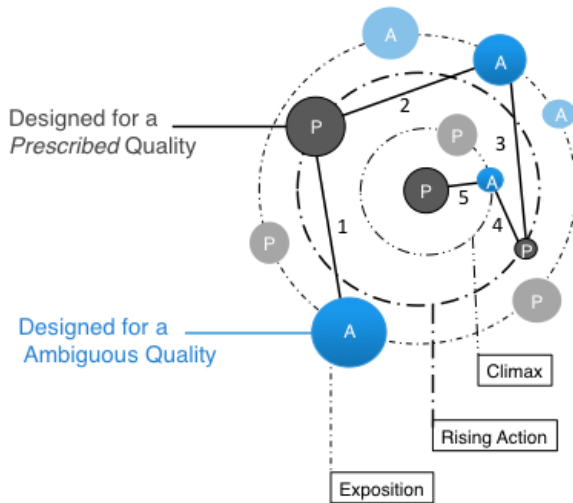 A
A
2
P
A
Designed for a
Prescribed Quality
P
3
A
P
5
1
4
P
P
P
Designed for a
Ambiguous Quality
A
Climax
Rising Action
Exposition